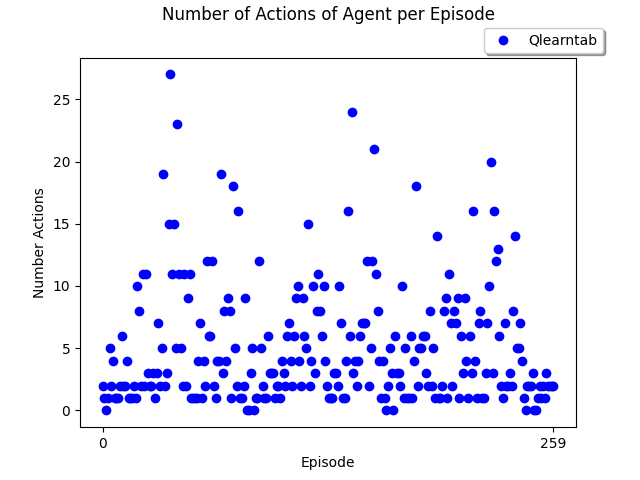 Number of Actions of Agent per Episode
Qlearntab
25
20
15
10
5
0
Number Actions
0
259
Episode